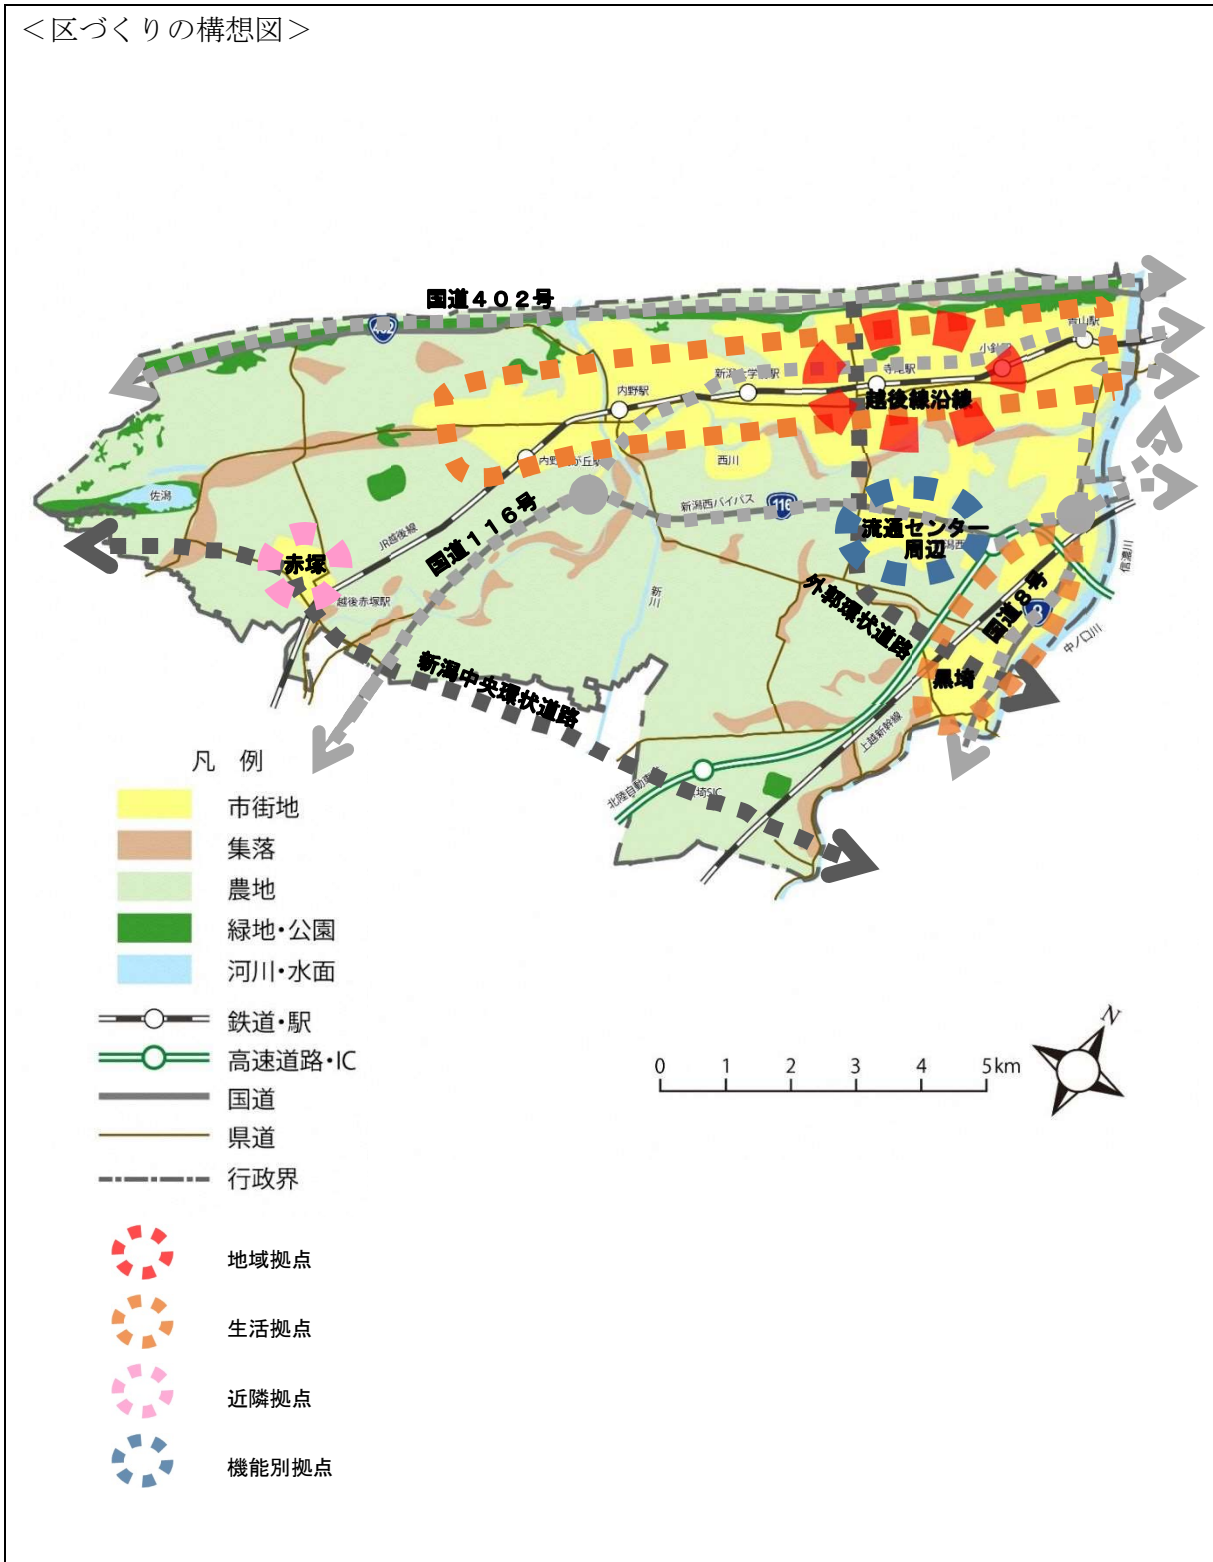 ＜区づくりの構想図＞
国道４０２号
青山駅
小針駅
寺尾駅
内野駅
越後線沿線
西川
佐潟
新潟西バイパス
116
流通センター
周辺
赤塚
JR越後線
国道１１６号
越後赤塚駅
新川
外郭環状道路
国道８号
8
信濃川
中ノ口川
黒埼
新潟中央環状道路
上越新幹線
凡 例
市街地
集落
農地
緑地・公園
河川・水面
鉄道・駅
高速道路・IC
国道
県道
行政界
0 1 2 3 4 5km
N
地域拠点
生活拠点
近隣拠点
機能別拠点